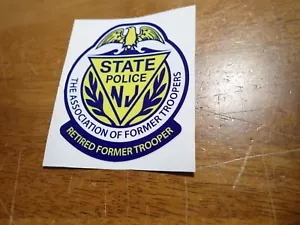 STATE
POLICE
NJ
THE ASSOCIATION OF FORMER TROOPERS
RETIRED FORMER TROOPER